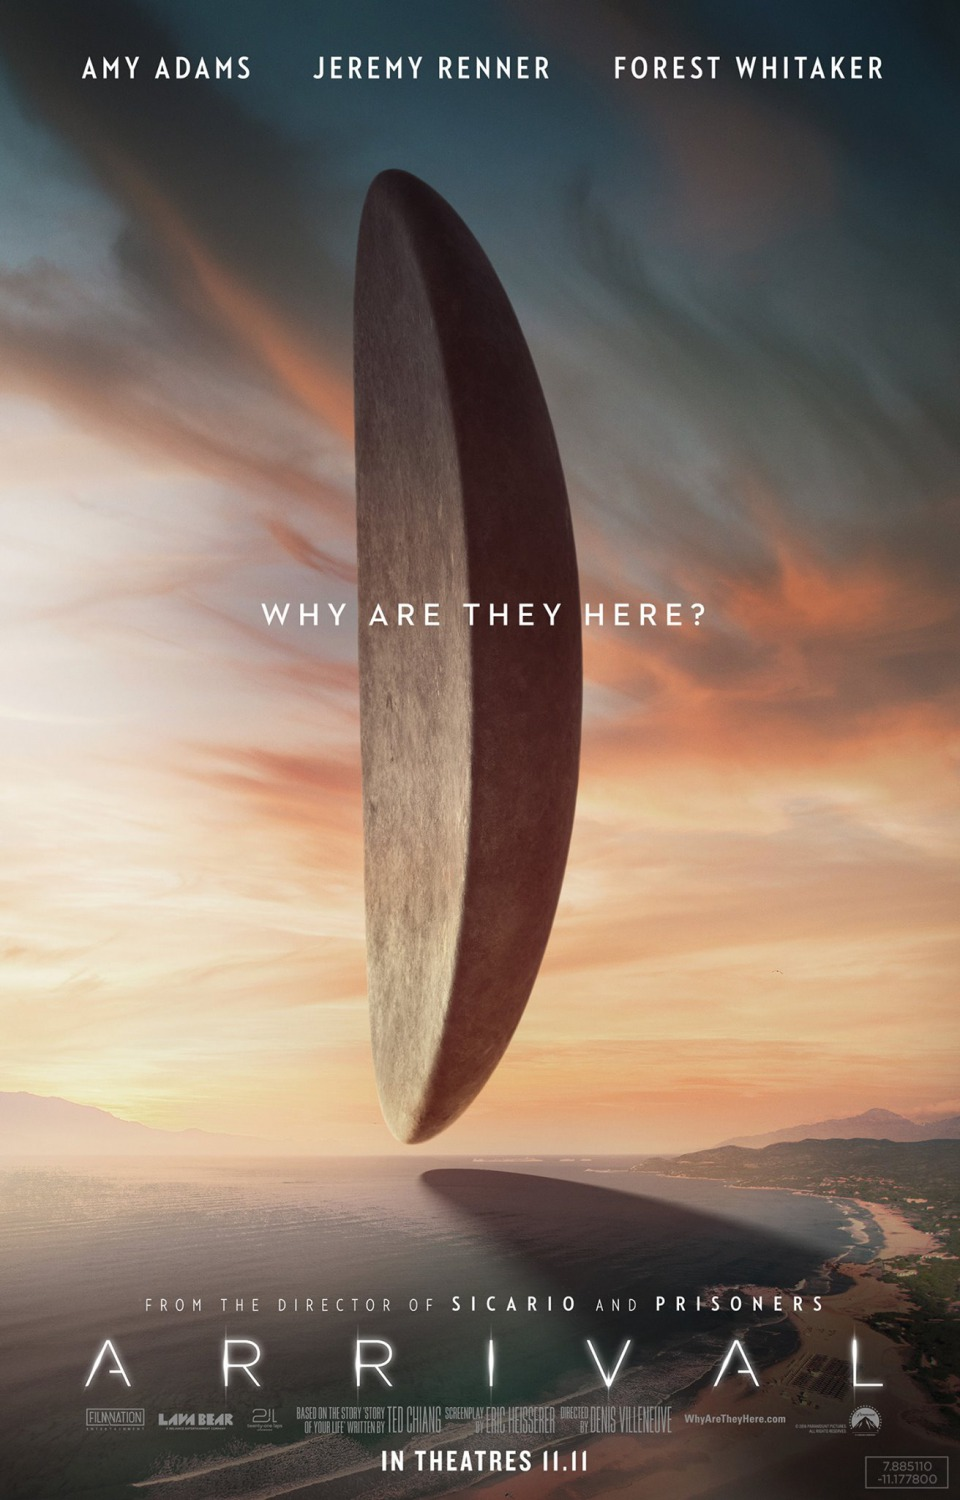 AMY ADAMS JEREMY RENNER FOREST WHITAKER
WHY ARE THEY HERE?
FROM THE DIRECTOR OF SICARIO AND PRISONERS
ARRIVAL
FILMNATION
ENTERTAINMENT
LAVA BEAR
21L
BASED ON THE STORY "STORY
OF YOUR LIFE" WRITTEN BY TED CHIANG SCREENPLAY BY ERIC HEISSERER DIRECTED BY DENIS VILLENEUVE
WhyAreTheyHere.com
IN THEATRES 11.11
7.885110
-11.177800